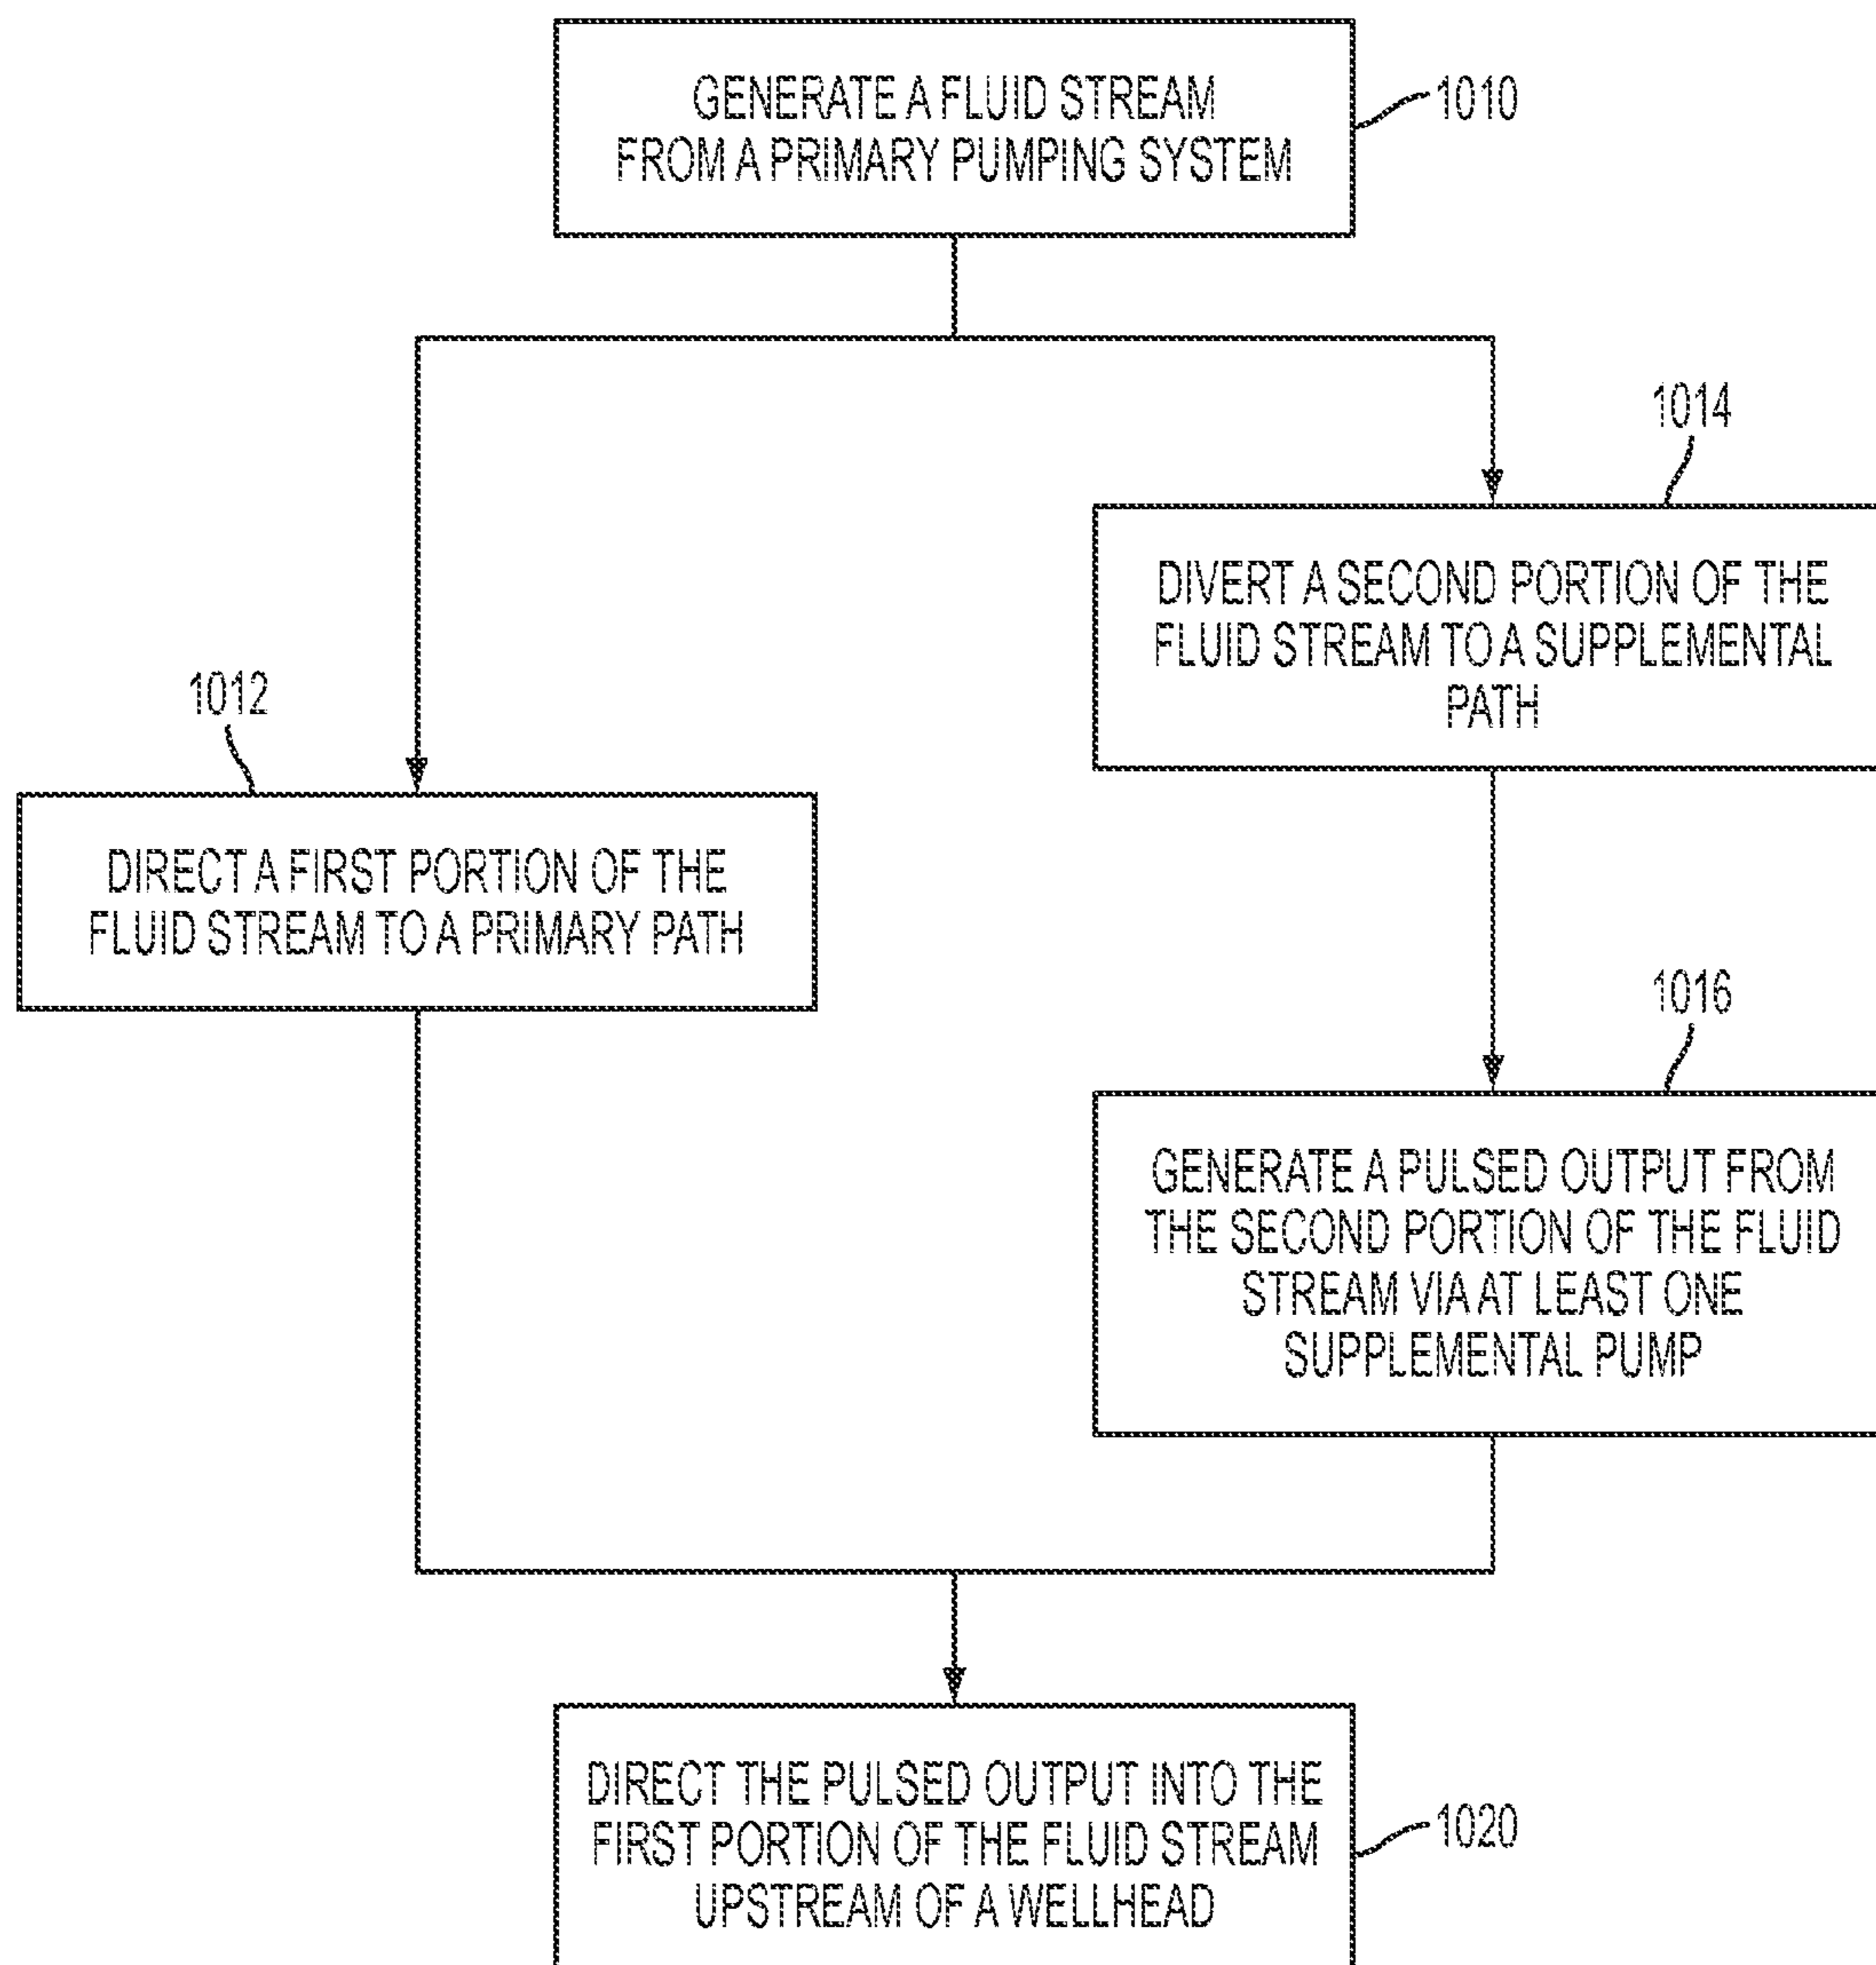 GENERATE A FLUID STREAM
FROM A PRIMARY PUMPING SYSTEM
1010
1014
DIVERT A SECOND PORTION OF THE
FLUID STREAM TO A SUPPLEMENTAL
PATH
1012
DIRECT A FIRST PORTION OF THE
FLUID STREAM TO A PRIMARY PATH
1016
GENERATE A PULSED OUTPUT FROM
THE SECOND PORTION OF THE FLUID
STREAM VIA AT LEAST ONE
SUPPLEMENTAL PUMP
DIRECT THE PULSED OUTPUT INTO THE
FIRST PORTION OF THE FLUID STREAM
UPSTREAM OF A WELLHEAD
1020